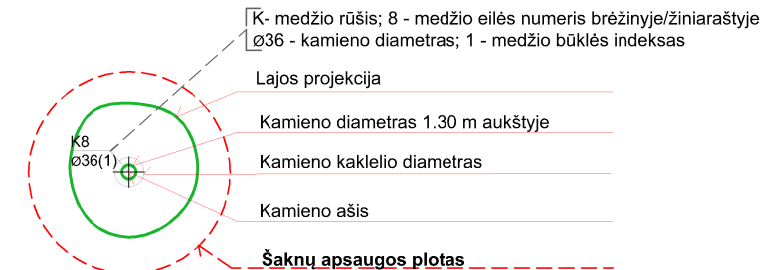 K- medžio rūšis; 8 - medžio eilės numeris brėžinyje/žiniaraštyje
Ø36 - kamieno diametras; 1 - medžio būklės indeksas
Lajos projekcija
Kamieno diametras 1.30 m aukštyje
K8
Ø36(1)
Kamieno kaklelio diametras
Kamieno ašis
Šaknų apsaugos plotas